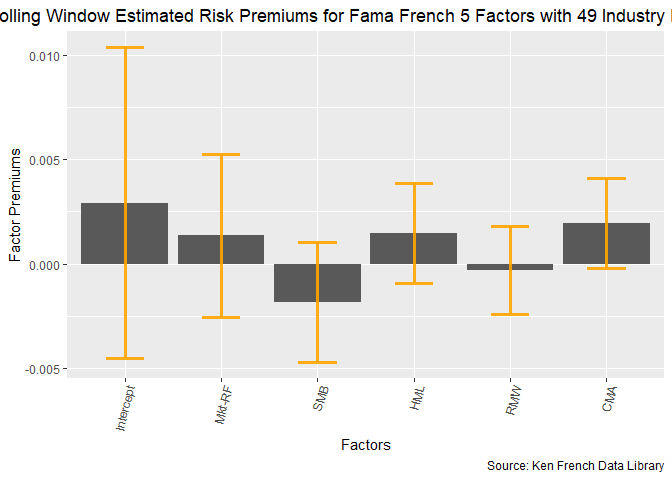 olling Window Estimated Risk Premiums for Fama French 5 Factors with 49 Industry
0.010
0.005
0.000
-0.005
Factor Premiums
Intercept
Mkt-RF
SMB
HML
RMW
CMA
Factors
Source: Ken French Data Library